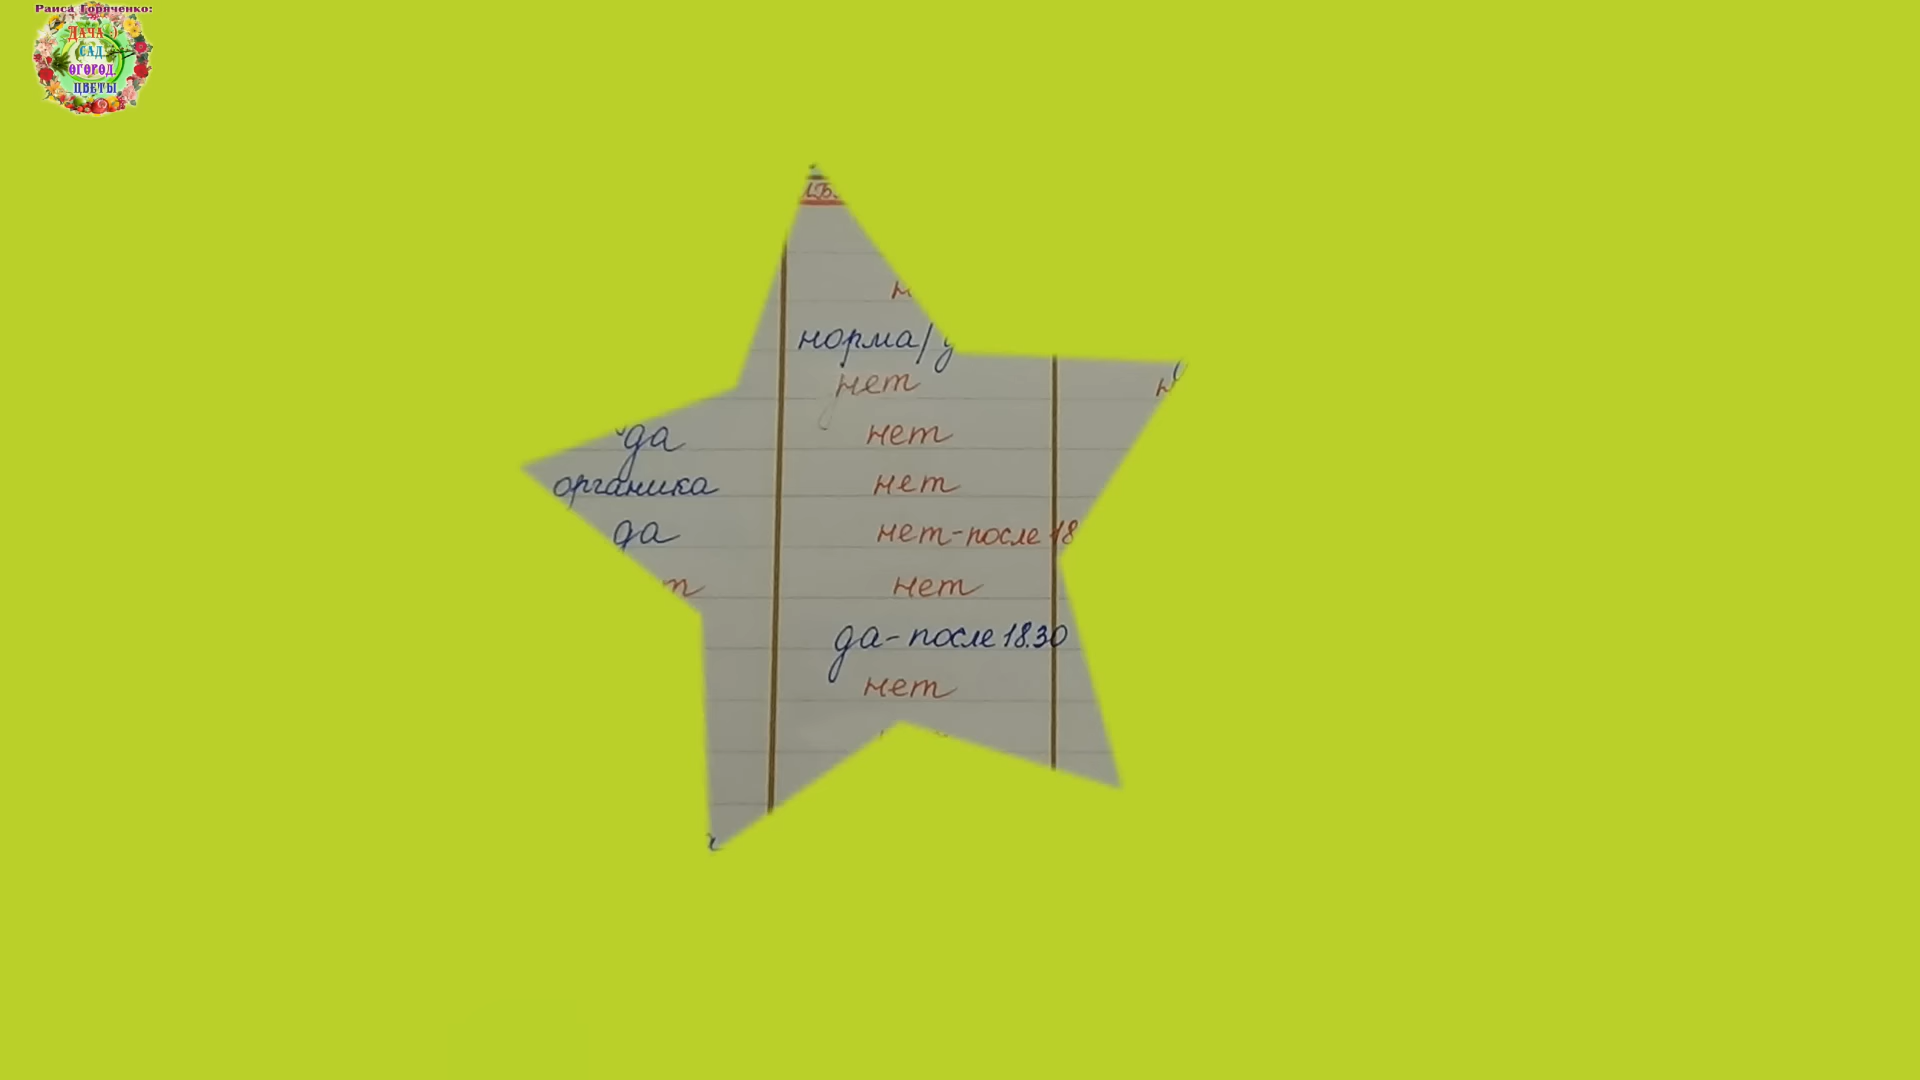 Раиса Горяченко:
Дача :)
сад
огород
цветы
норма/
нет
да нет
органика нет
да нет-после 18
нет
да-после 18.30
нет